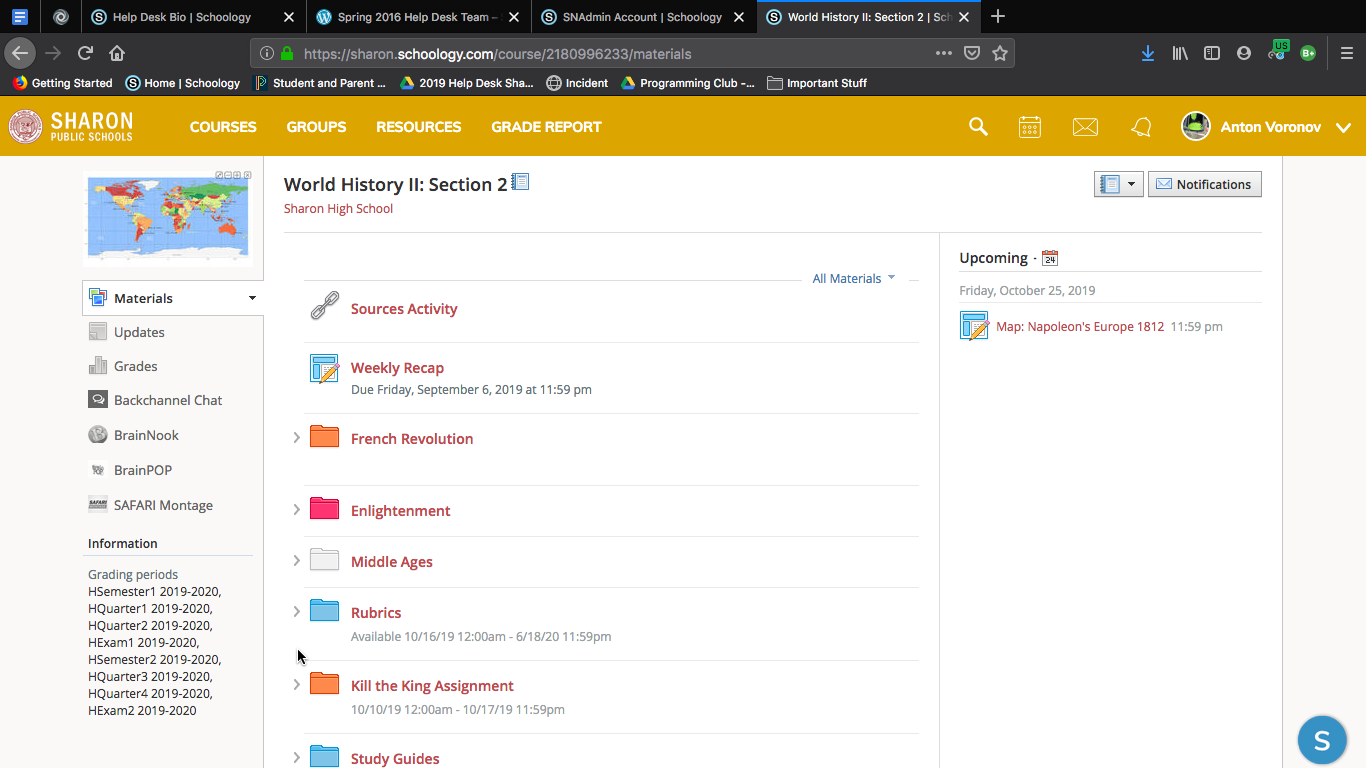 Help Desk Bio | Schoology
Spring 2016 Help Desk Team –
SNAdmin Account | Schoology
World History II: Section 2 | Sch
https://sharon.schoology.com/course/2180996233/materials
US
B+
Getting Started
Home | Schoology
Student and Parent ...
2019 Help Desk Sha...
Incident
Programming Club -...
Important Stuff
SHARON
PUBLIC SCHOOLS
COURSES
GROUPS
RESOURCES
GRADE REPORT
Anton Voronov
World History II: Section 2
Sharon High School
Notifications
Materials
Updates
Grades
Backchannel Chat
BrainNook
BrainPOP
SAFARI Montage
Information
Grading periods
HSemester1 2019-2020,
HQuarter1 2019-2020,
HQuarter2 2019-2020,
HExam1 2019-2020,
HSemester2 2019-2020,
HQuarter3 2019-2020,
HQuarter4 2019-2020,
HExam2 2019-2020
All Materials
Sources Activity
Weekly Recap
Due Friday, September 6, 2019 at 11:59 pm
French Revolution
Enlightenment
Middle Ages
Rubrics
Available 10/16/19 12:00am - 6/18/20 11:59pm
Kill the King Assignment
10/10/19 12:00am - 10/17/19 11:59pm
Study Guides
Upcoming ·
24
Friday, October 25, 2019
Map: Napoleon's Europe 1812 11:59 pm
S